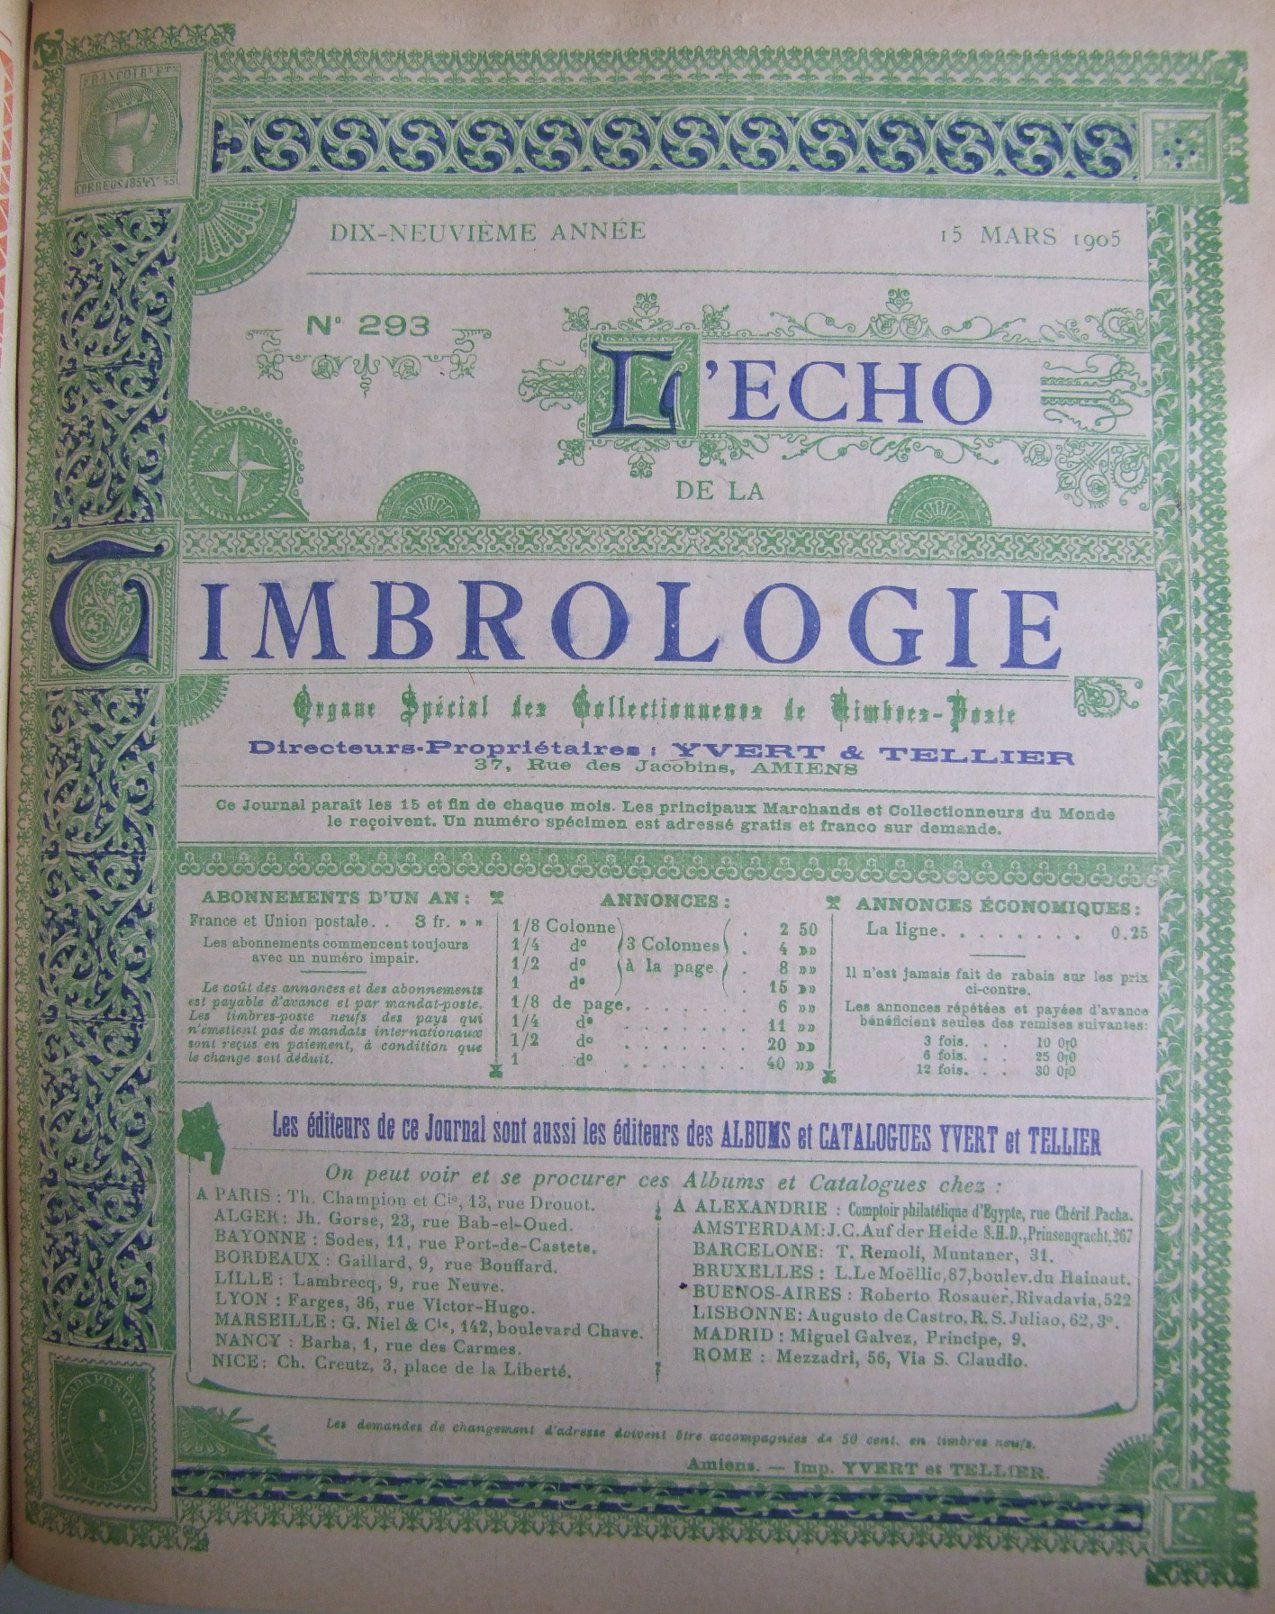 FRANCO IR ET
CORREOS 1854 Y 55
DIX-NEUVIÈME ANNÉE 15 MARS 1905
No 293
L'ECHO
DE LA
TIMBROLOGIE
Organe Spécial des Collectionneurs de Timbres-Poste
Directeurs-Propriétaires : YVERT & TELLIER
37, Rue des Jacobins, AMIENS
Ce Journal paraît les 15 et fin de chaque mois. Les principaux Marchands et Collectionneurs du Monde
le reçoivent. Un numéro spécimen est adressé gratis et franco sur demande.
ABONNEMENTS D'UN AN :
France et Union postale. . 3 fr. » »
Les abonnements commencent toujours
avec un numéro impair.
Le coût des annonces et des abonnements
est payable d'avance et par mandat-poste.
Les timbres-poste neufs des pays qui
n'émettent pas de mandats internationaux
sont reçus en paiement, à condition que
le change soit déduit.
ANNONCES :
1/8 Colonne . 2 50
1/4 do 3 Colonnes . 4 »»
1/2 do à la page . 8 »»
1 do . 15 »»
1/8 de page. . . . . . . 6 »»
1/4 do . . . . . . . 11 »»
1/2 do . . . . . . . 20 »»
1 do . . . . . . . 40 »»
ANNONCES ÉCONOMIQUES :
La ligne. . . . . . . . 0.25
Il n'est jamais fait de rabais sur les prix
ci-contre.
Les annonces répétées et payées d'avance
bénéficient seules des remises suivantes:
3 fois. . . 10 0/0
6 fois. . . 25 0/0
12 fois. . . 30 0/0
Les éditeurs de ce Journal sont aussi les éditeurs des ALBUMS et CATALOGUES YVERT et TELLIER
On peut voir et se procurer ces Albums et Catalogues chez :
A PARIS : Th. Champion et Cie, 13, rue Drouot.
ALGER : Jh. Gorse, 23, rue Bab-el-Oued.
BAYONNE : Sodes, 11, rue Port-de-Castets.
BORDEAUX : Gaillard, 9, rue Bouffard.
LILLE : Lambrecq, 9, rue Neuve.
LYON : Farges, 36, rue Victor-Hugo.
MARSEILLE : G. Niel & Cie, 142, boulevard Chave.
NANCY : Barba, 1, rue des Carmes.
NICE : Ch. Creutz, 3, place de la Liberté.
A ALEXANDRIE : Comptoir philatélique d'Egypte, rue Chérif Pacha.
AMSTERDAM: J.C. Auf der Heide S.H.D., Prinsengracht, 267
BARCELONE: T. Remoli, Muntaner, 31.
BRUXELLES : L. Le Moëllic, 87, boulev. du Hainaut.
BUENOS-AIRES : Roberto Rosauer, Rivadavia, 522
LISBONNE: Augusto de Castro, R. S. Juliao, 62, 3o.
MADRID : Miguel Galvez, Principe, 9.
ROME : Mezzadri, 56, Via S. Claudio.
Les demandes de changement d'adresse doivent être accompagnées de 50 cent. en timbres neufs.
Amiens. — Imp. YVERT et TELLIER.
CANADA POSTAGE